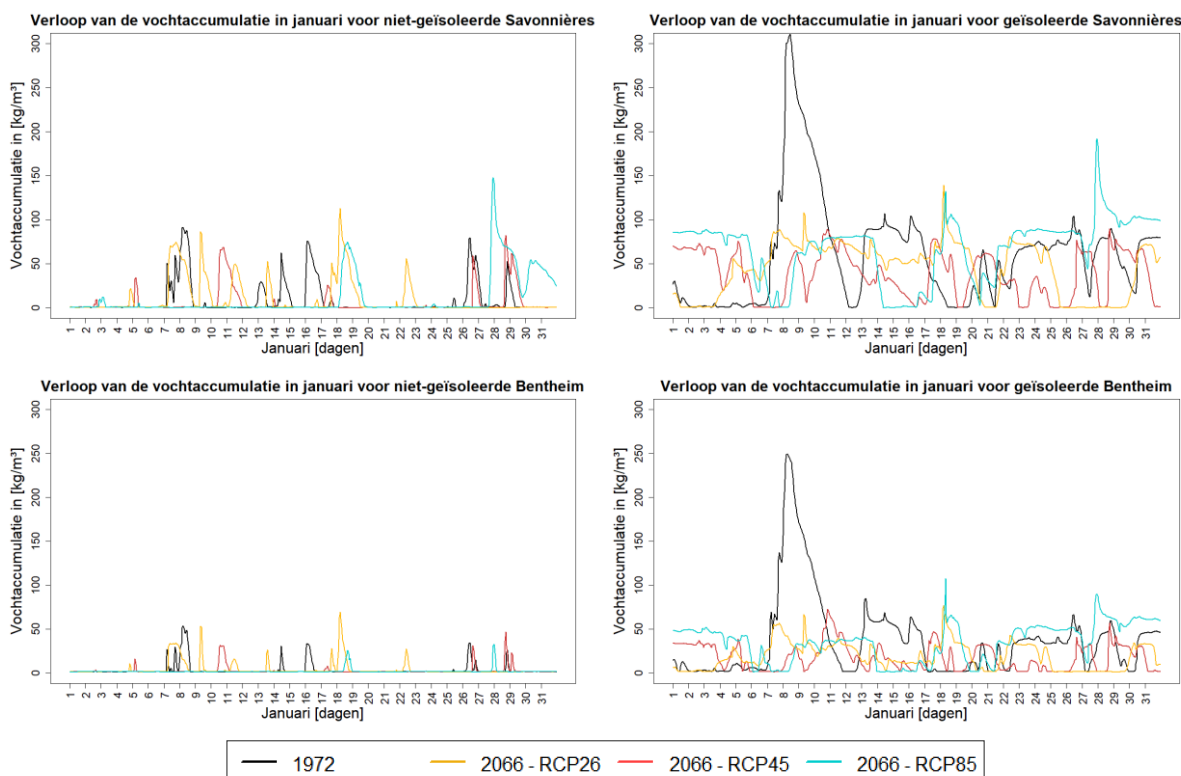 Verloop van de vochtaccumulatie in januari voor niet-geïsoleerde Savonnières
Vochtaccumulatie in [kg/m³]
300
250
200
150
100
50
0
1 2 3 4 5 6 7 8 9 10 11 12 13 14 15 16 17 18 19 20 21 22 23 24 25 26 27 28 29 30 31
Januari [dagen]
Verloop van de vochtaccumulatie in januari voor geïsoleerde Savonnières
Vochtaccumulatie in [kg/m³]
300
250
200
150
100
50
0
1 2 3 4 5 6 7 8 9 10 11 12 13 14 15 16 17 18 19 20 21 22 23 24 25 26 27 28 29 30 31
Januari [dagen]
Verloop van de vochtaccumulatie in januari voor niet-geïsoleerde Bentheim
Vochtaccumulatie in [kg/m³]
300
250
200
150
100
50
0
1 2 3 4 5 6 7 8 9 10 11 12 13 14 15 16 17 18 19 20 21 22 23 24 25 26 27 28 29 30 31
Januari [dagen]
Verloop van de vochtaccumulatie in januari voor geïsoleerde Bentheim
Vochtaccumulatie in [kg/m³]
300
250
200
150
100
50
0
1 2 3 4 5 6 7 8 9 10 11 12 13 14 15 16 17 18 19 20 21 22 23 24 25 26 27 28 29 30 31
Januari [dagen]
1972 2066 - RCP26 2066 - RCP45 2066 - RCP85